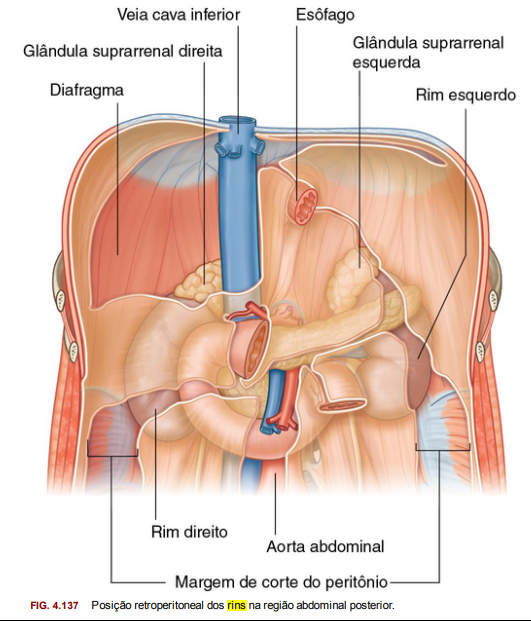 Veia cava inferior
Esôfago
Glândula suprarrenal direita
Glândula suprarrenal
esquerda
Diafragma
Rim esquerdo
Rim direito
Aorta abdominal
Margem de corte do peritônio
FIG. 4.137 Posição retroperitoneal dos rins na região abdominal posterior.